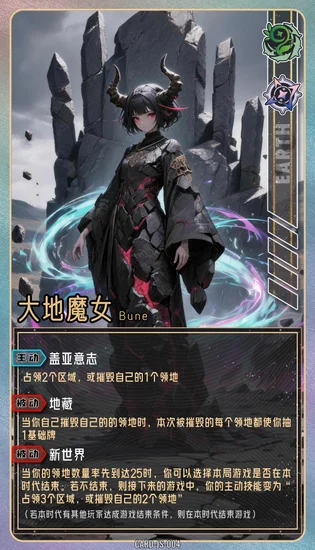 EARTH
大地魔女 Bune
主动 盖亚意志
占领2个区域，或摧毁自己的1个领地
被动 地藏
当你自己摧毁自己的的领地时，本次被摧毁的每个领地都使你抽
1基础牌
被动 新世界
当你的领地数量率先到达25时，你可以选择本局游戏是否在本
时代结束。若不结束，则接下来的游戏中，你的主动技能变为“
占领3个区域，或摧毁自己的2个领地”
（若本时代有其他玩家达成游戏结束条件，则在本时代结束游戏）